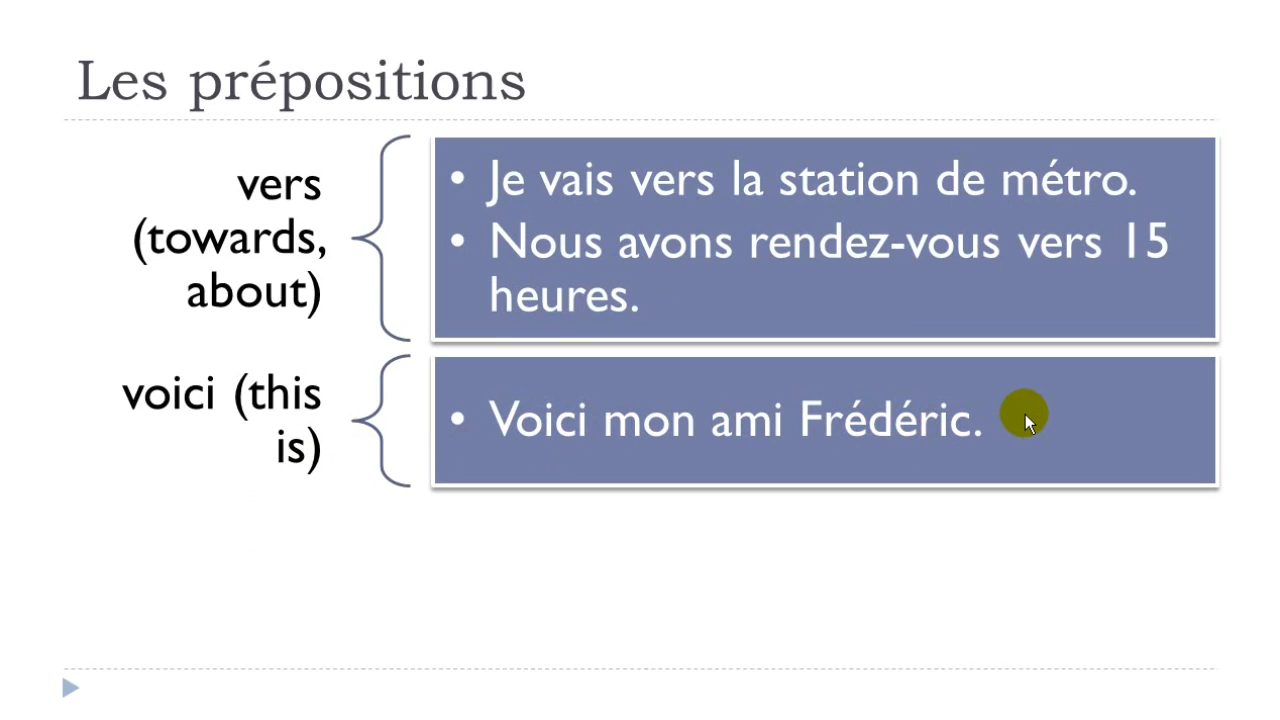 Les prépositions
vers
(towards,
about)
• Je vais vers la station de métro.
• Nous avons rendez-vous vers 15
heures.
voici (this
is)
• Voici mon ami Frédéric.